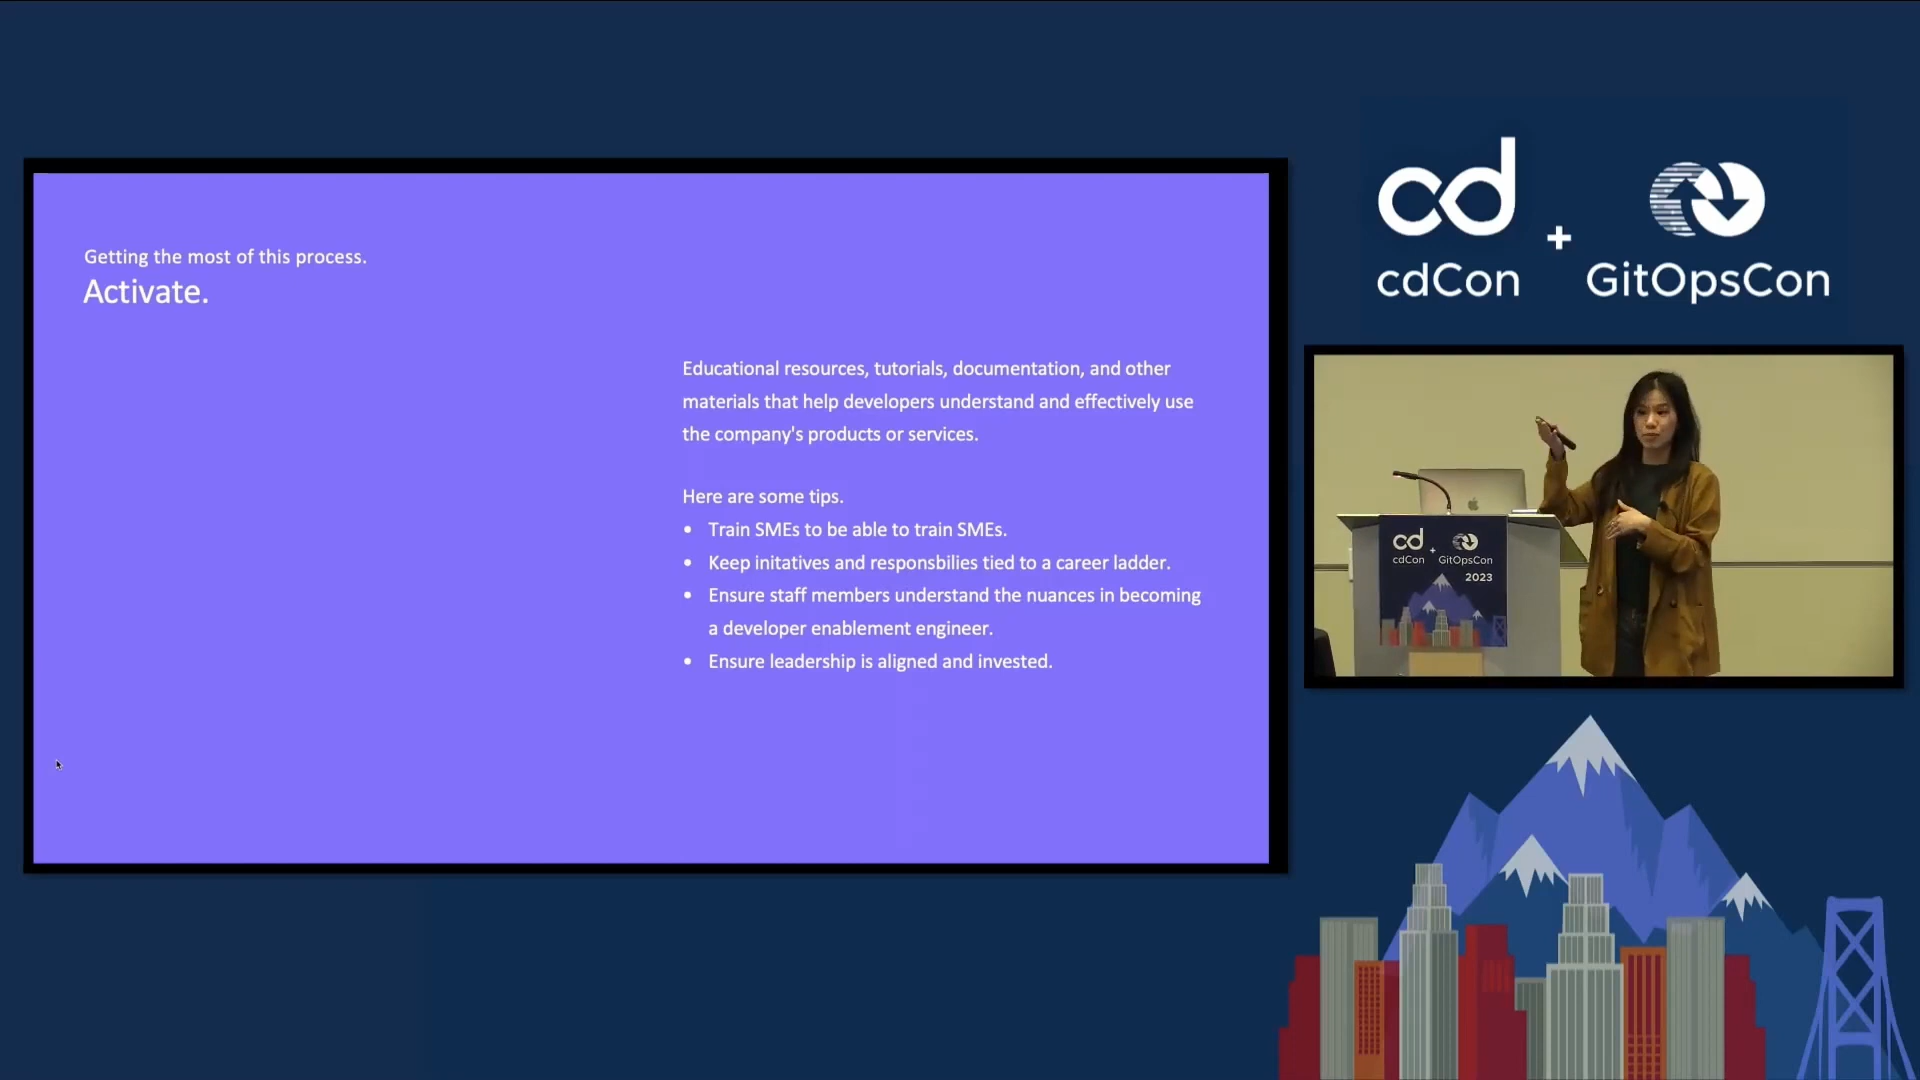 Getting the most of this process.
Activate.
Educational resources, tutorials, documentation, and other
materials that help developers understand and effectively use
the company's products or services.
Here are some tips.
• Train SMEs to be able to train SMEs.
• Keep initatives and responsbilies tied to a career ladder.
• Ensure staff members understand the nuances in becoming
a developer enablement engineer.
• Ensure leadership is aligned and invested.
cd + 
cdCon GitOpsCon
cd +
cdCon GitOpsCon
2023